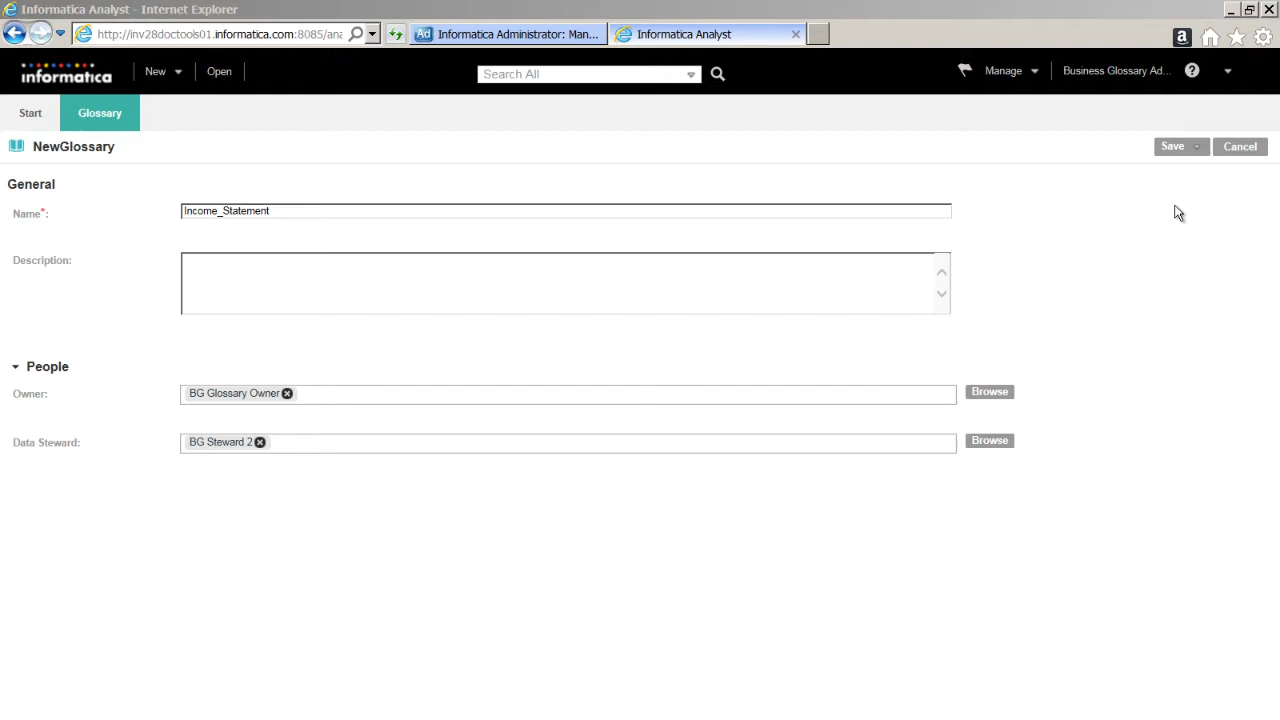 Informatica Analyst - Internet Explorer
http://inv28doctools01.informatica.com:8085/ana
Ad Informatica Administrator: Man...
Informatica Analyst
a
informatica
New
Open
Search All
Manage
Business Glossary Ad...
?
Start
Glossary
NewGlossary
Save
Cancel
General
Name*:
Income_Statement
Description:
People
Owner:
BG Glossary Owner
Browse
Data Steward:
BG Steward 2
Browse